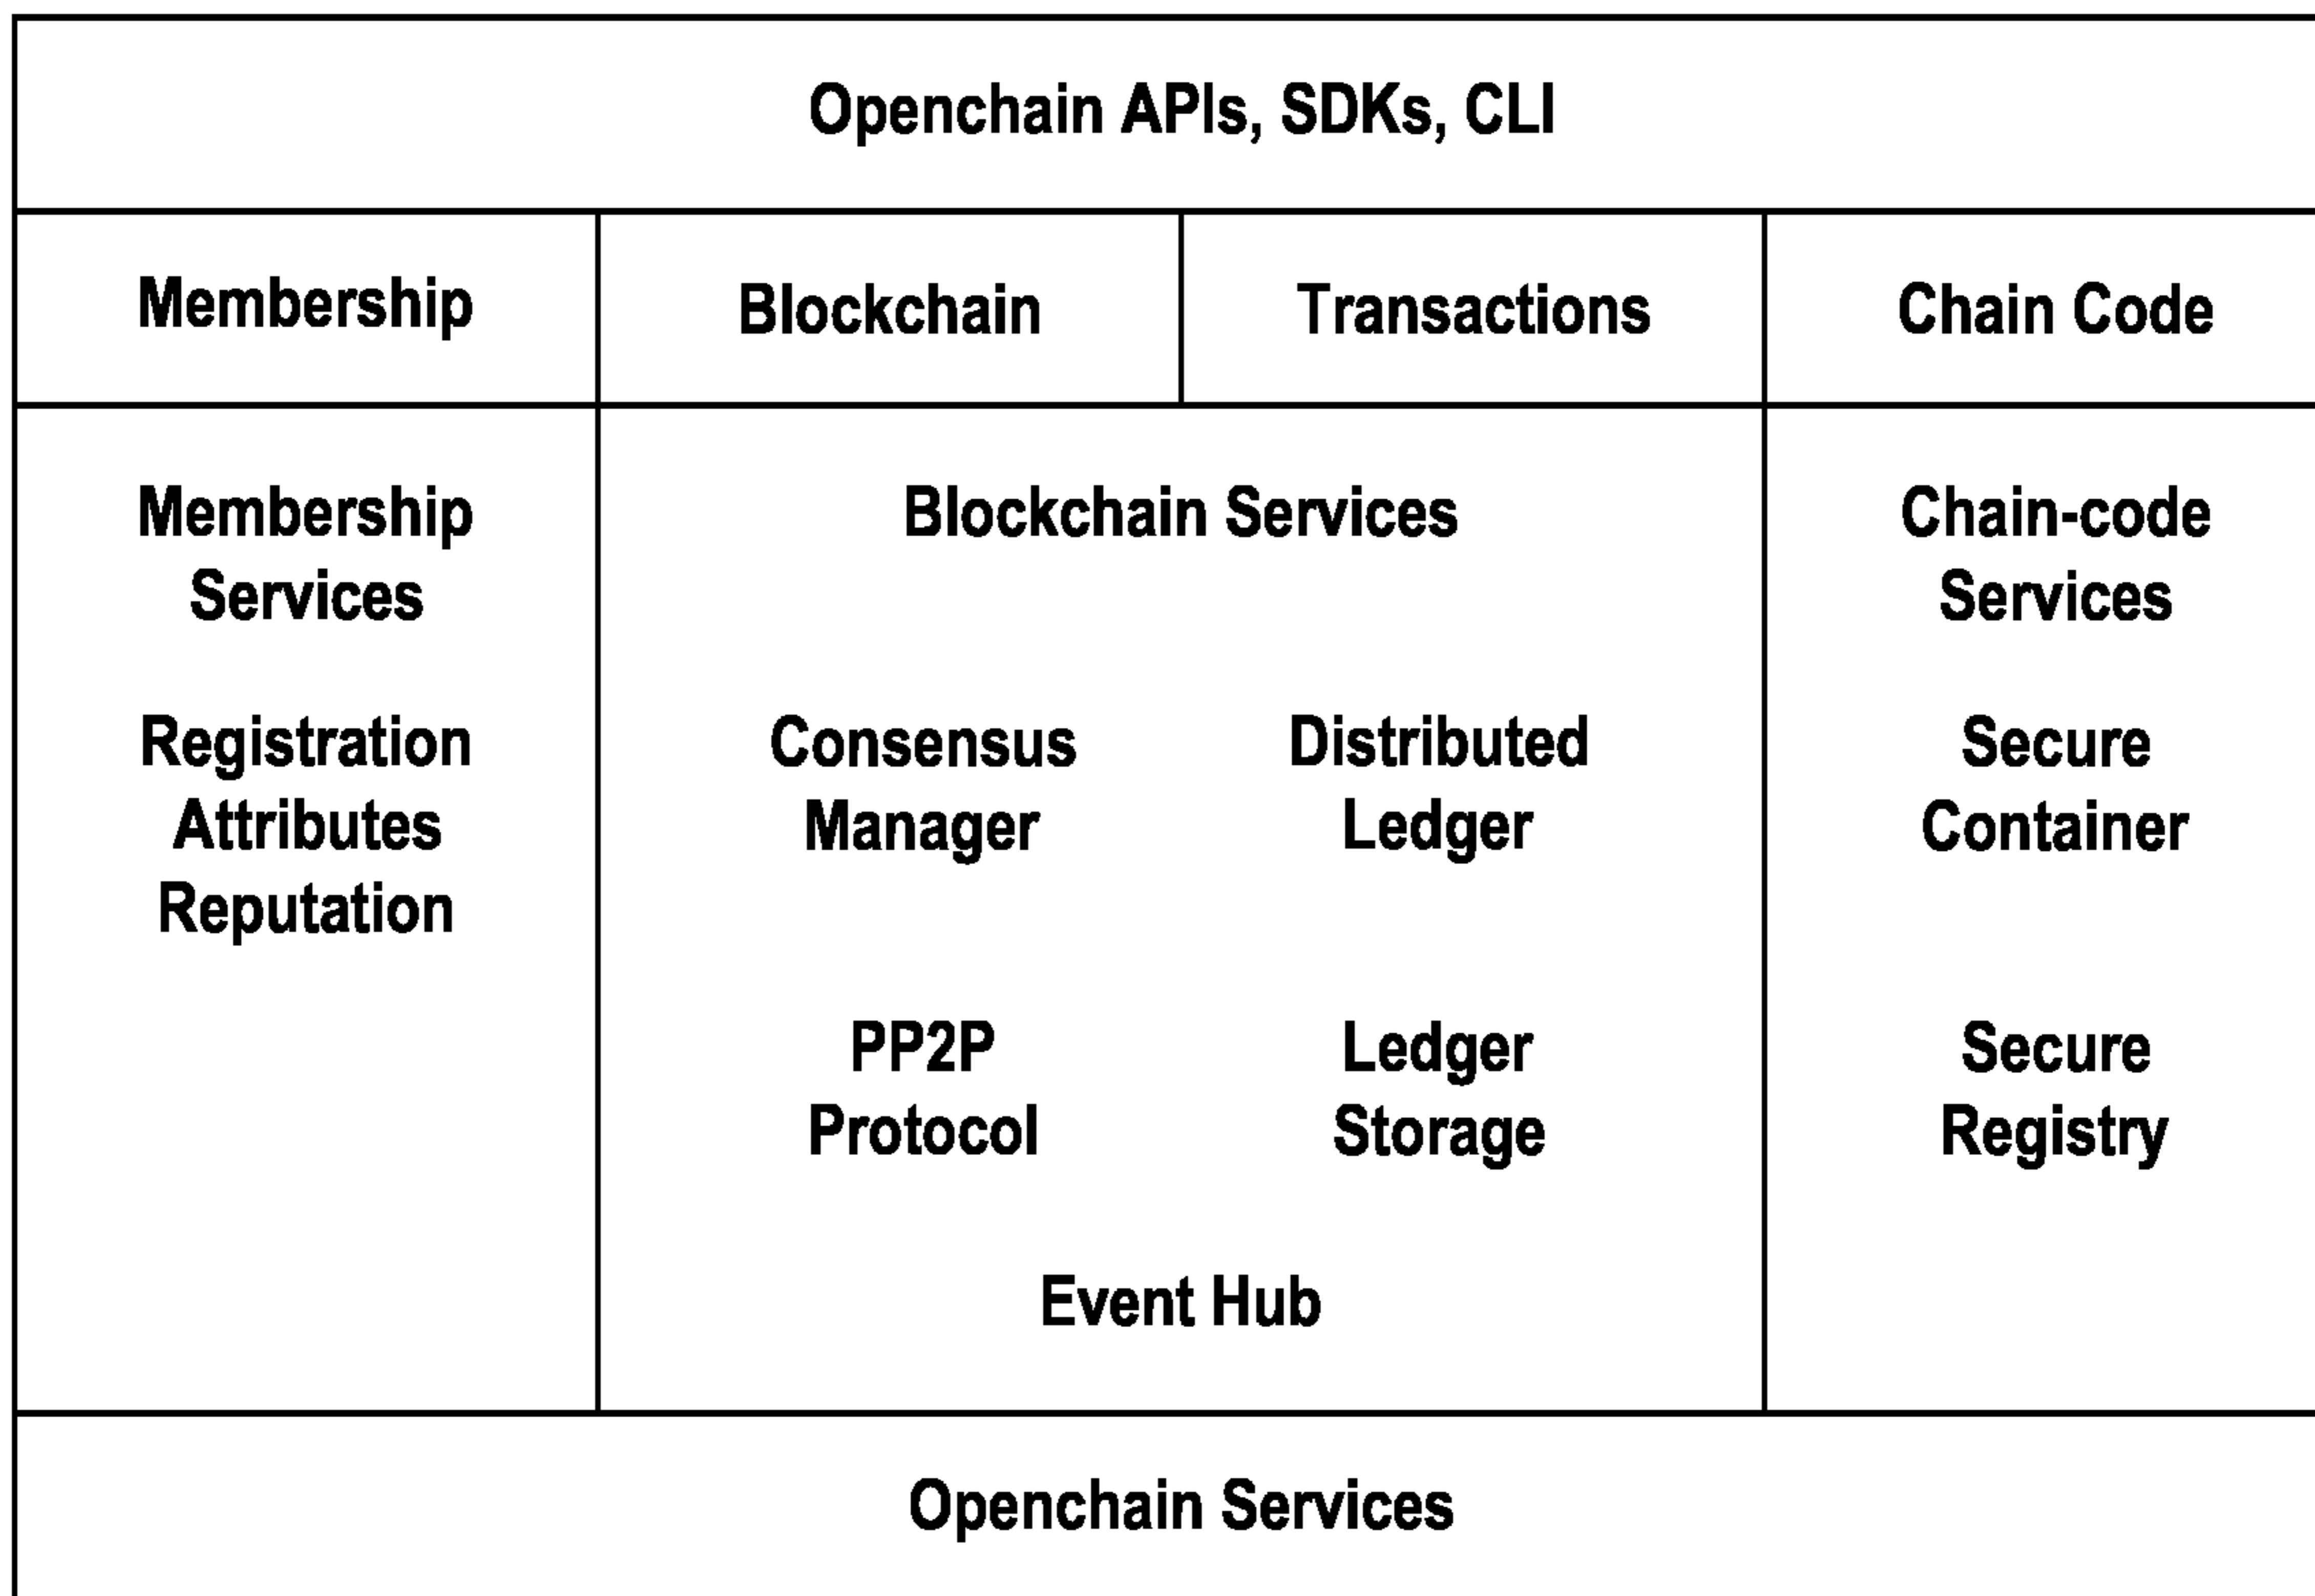 Openchain APIs, SDKs, CLI
Membership
Blockchain
Transactions
Chain Code
Membership
Services
Registration
Attributes
Reputation
Blockchain Services
Consensus
Manager
Distributed
Ledger
PP2P
Protocol
Ledger
Storage
Event Hub
Chain-code
Services
Secure
Container
Secure
Registry
Openchain Services